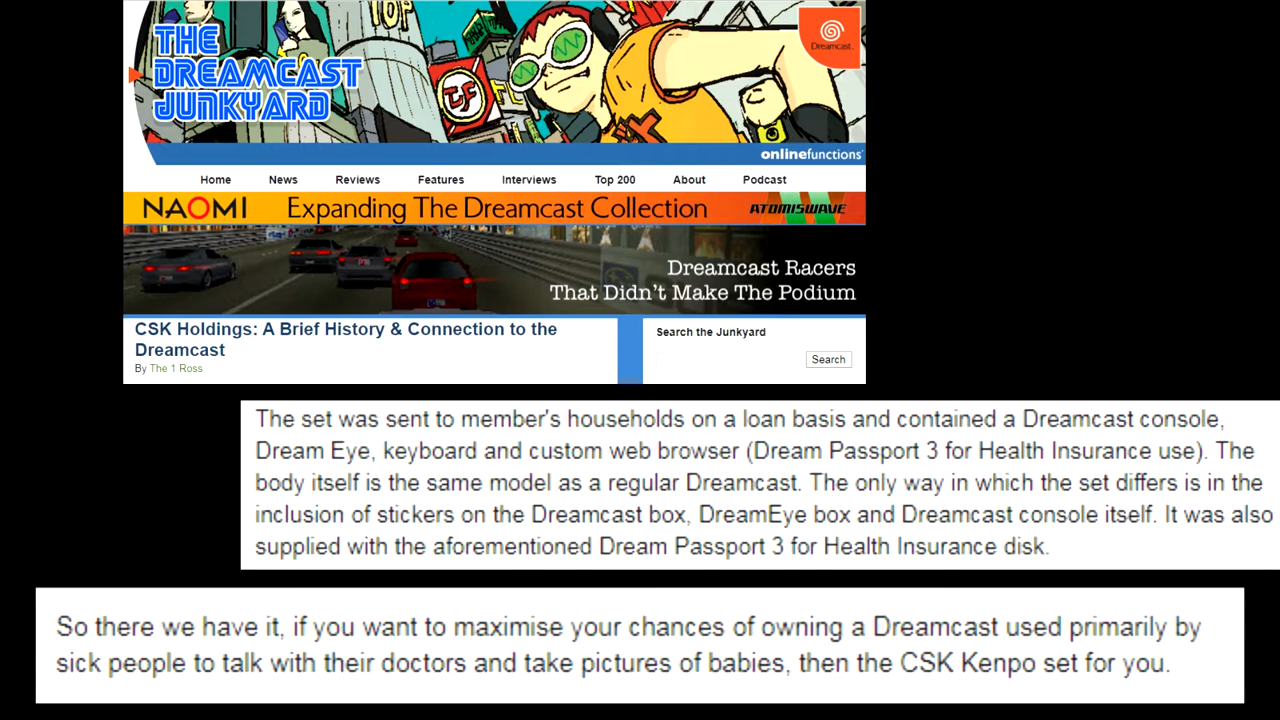 TOP
THE
DREAMCAST
JUNKYARD
Dreamcast
onlinefunctions
Home News Reviews Features Interviews Top 200 About Podcast
NAOMI Expanding The Dreamcast Collection ATOMISWAVE
Dreamcast Racers
That Didn't Make The Podium
CSK Holdings: A Brief History & Connection to the
Dreamcast
By The 1 Ross
Search the Junkyard
Search
The set was sent to member's households on a loan basis and contained a Dreamcast console,
Dream Eye, keyboard and custom web browser (Dream Passport 3 for Health Insurance use). The
body itself is the same model as a regular Dreamcast. The only way in which the set differs is in the
inclusion of stickers on the Dreamcast box, DreamEye box and Dreamcast console itself. It was also
supplied with the aforementioned Dream Passport 3 for Health Insurance disk.
So there we have it, if you want to maximise your chances of owning a Dreamcast used primarily by
sick people to talk with their doctors and take pictures of babies, then the CSK Kenpo set for you.